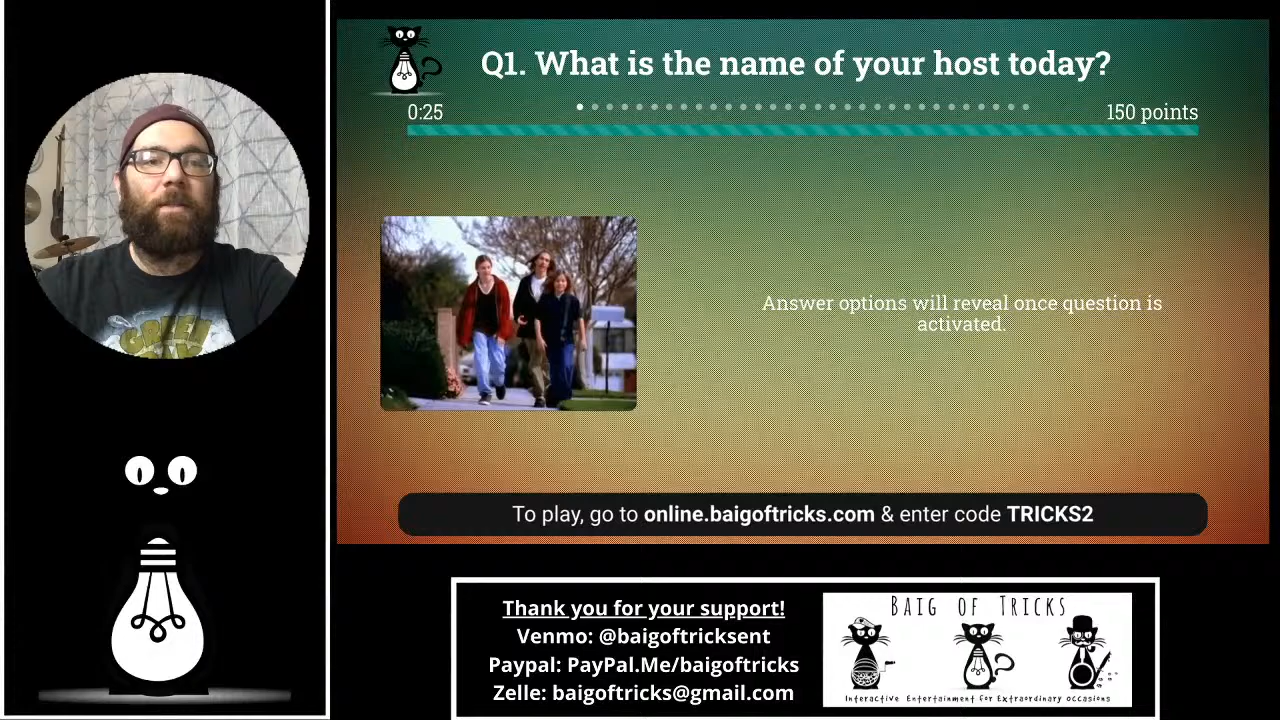 Q1. What is the name of your host today?
0:25
150 points
Answer options will reveal once question is
activated.
To play, go to online.baigoftricks.com & enter code TRICKS2
Thank you for your support!
Venmo: @baigoftricksent
Paypal: PayPal.Me/baigoftricks
Zelle: baigoftricks@gmail.com
BAIG OF TRICKS
Interactive Entertainment for Extraordinary occasions
GREEN